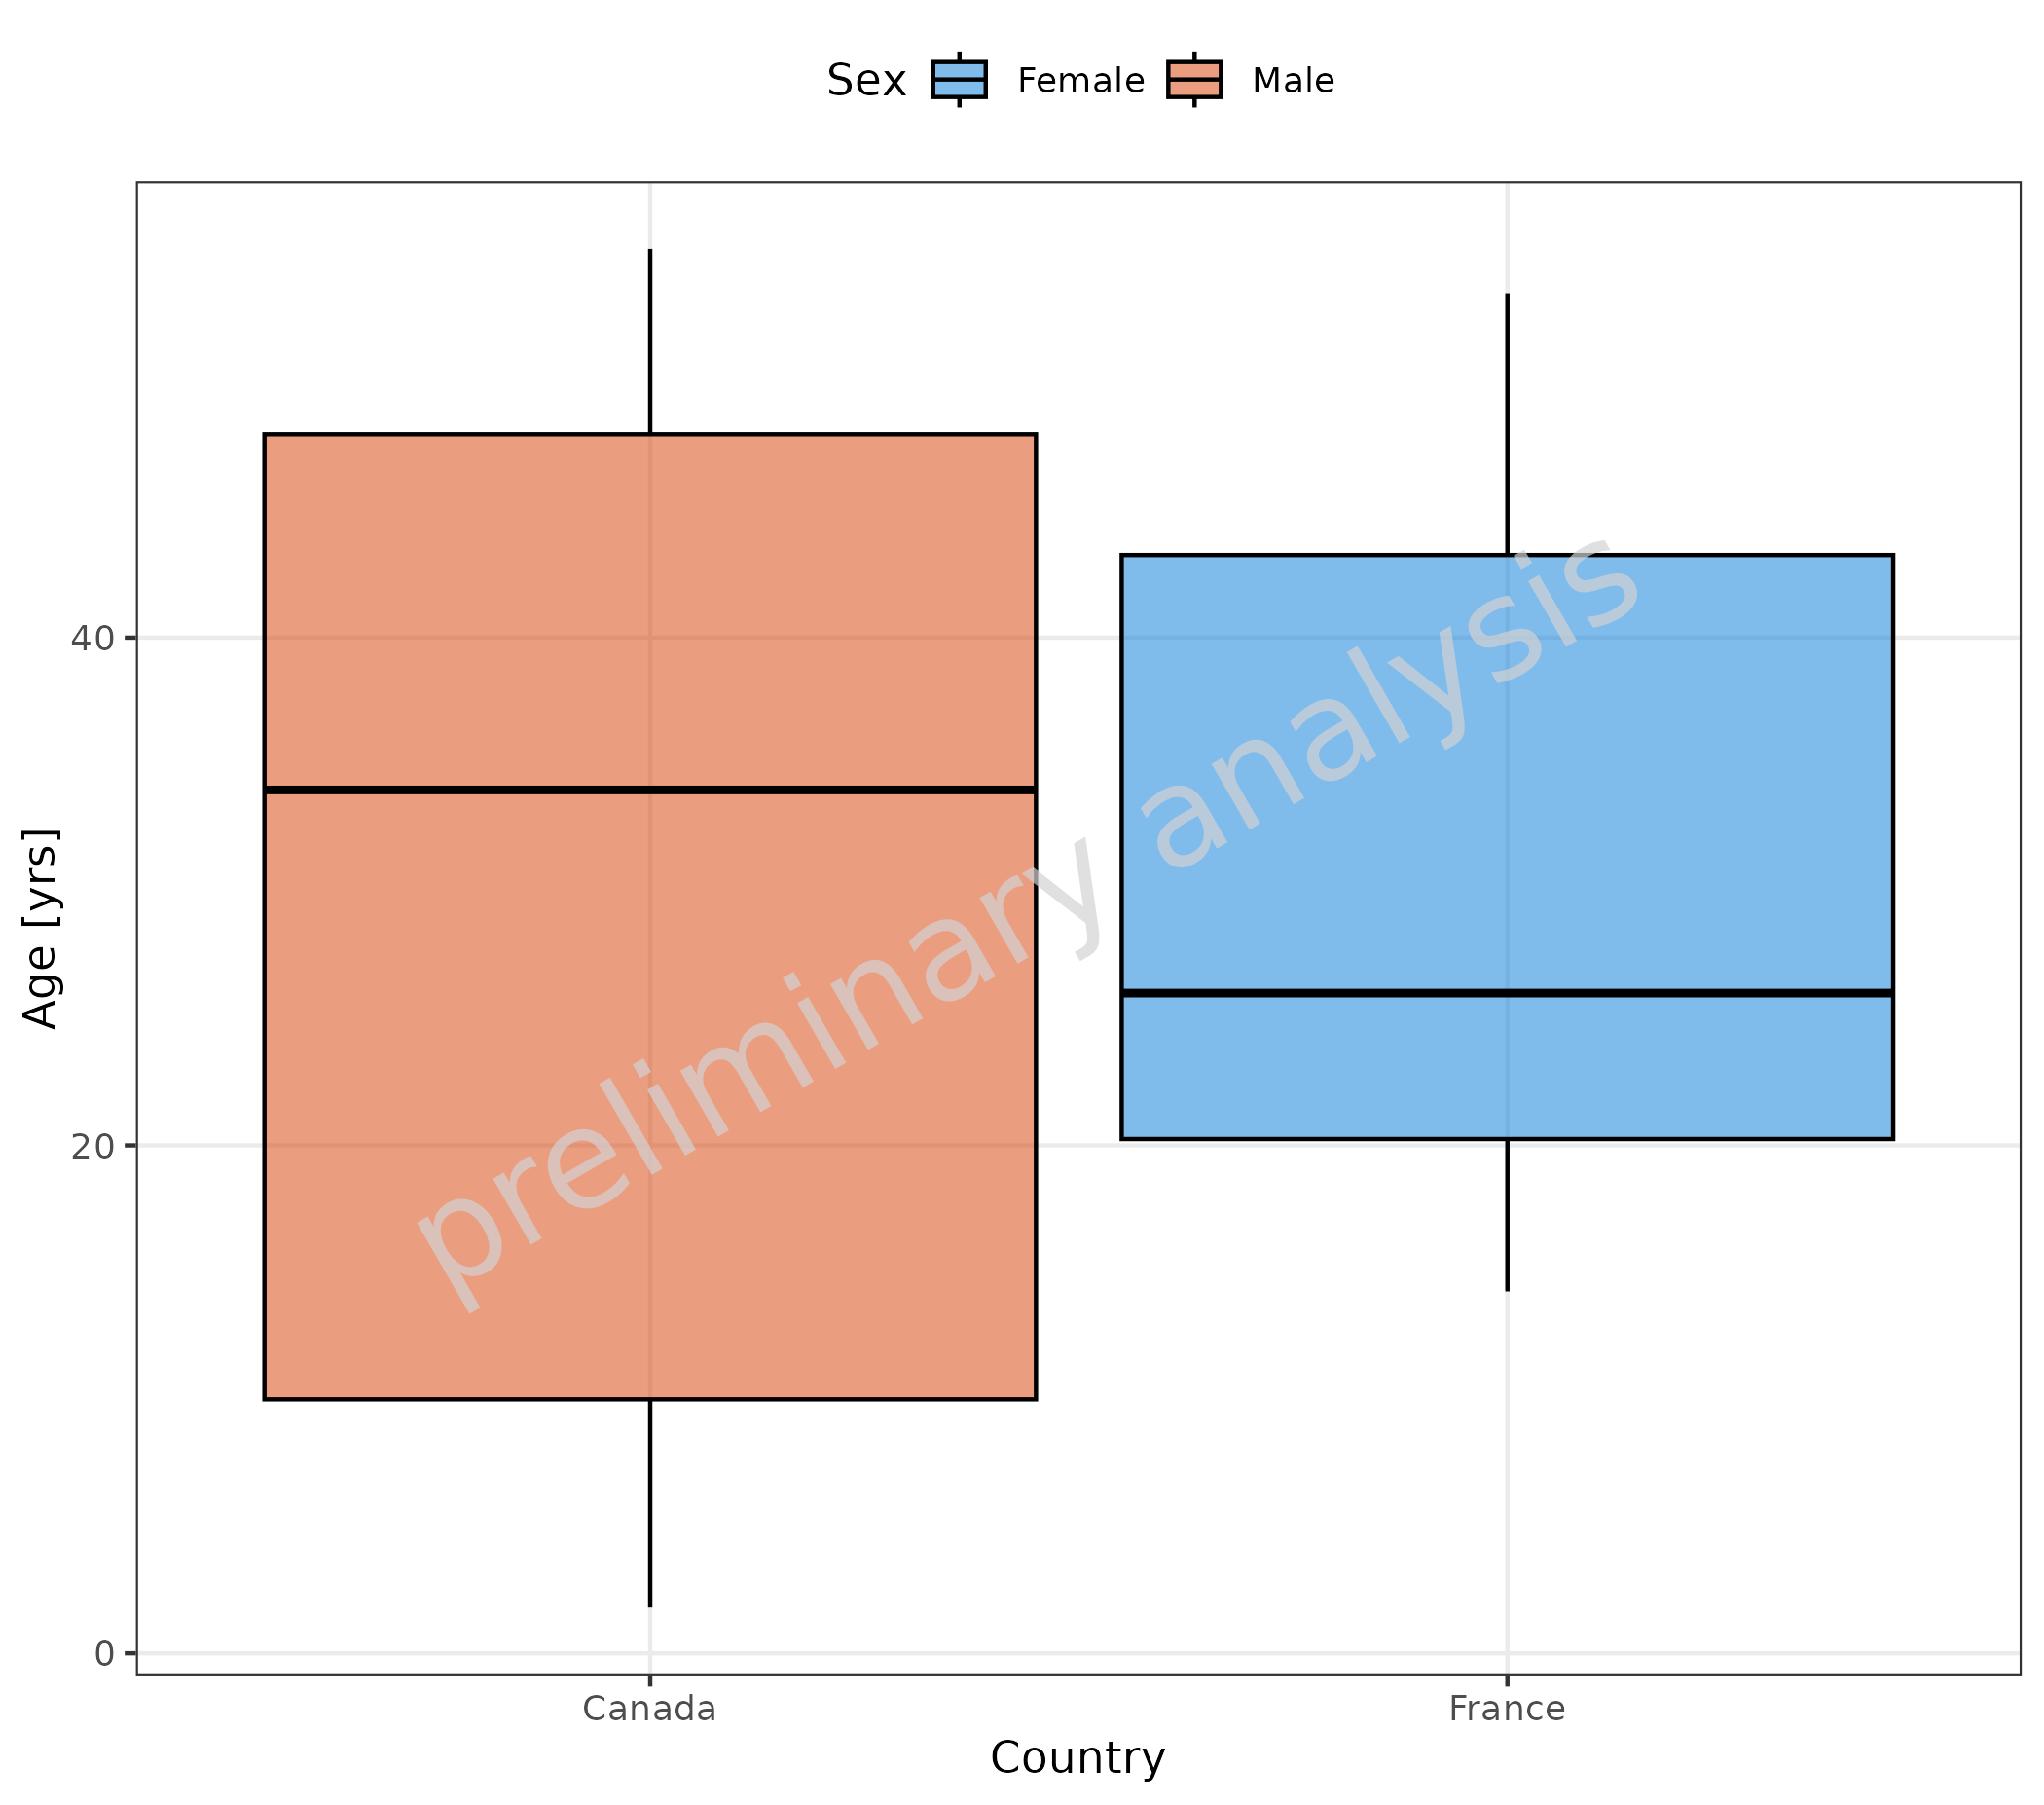 Sex Female Male
Age [yrs]
40
20
0
preliminary analysis
Canada France
Country